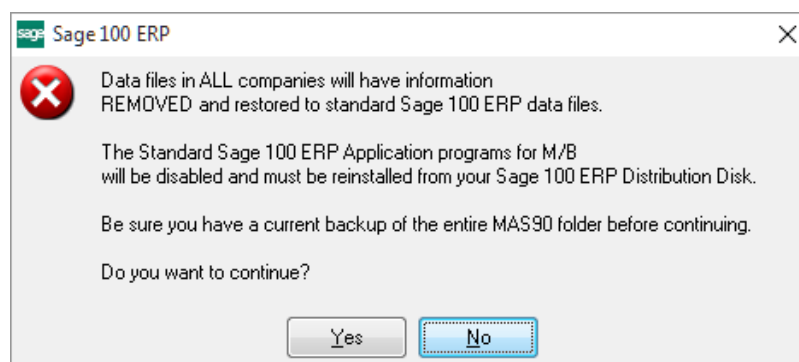 sage Sage 100 ERP
Data files in ALL companies will have information
REMOVED and restored to standard Sage 100 ERP data files.
The Standard Sage 100 ERP Application programs for M/B
will be disabled and must be reinstalled from your Sage 100 ERP Distribution Disk.
Be sure you have a current backup of the entire MAS90 folder before continuing.
Do you want to continue?
Yes No